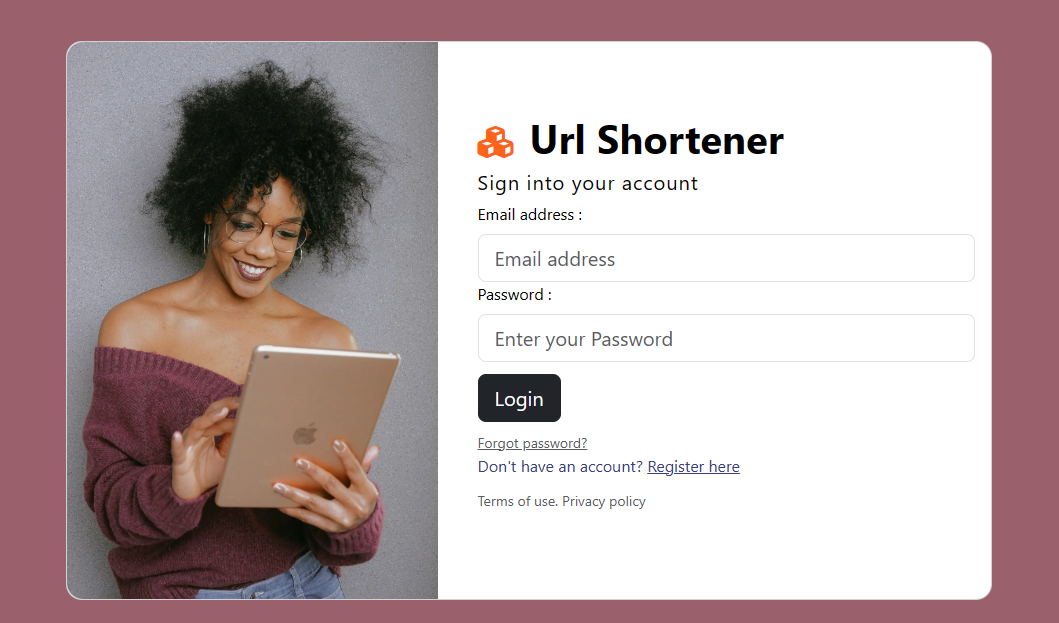 Url Shortener
Sign into your account
Email address :
Email address
Password :
Enter your Password
Login
Forgot password?
Don't have an account? Register here
Terms of use. Privacy policy